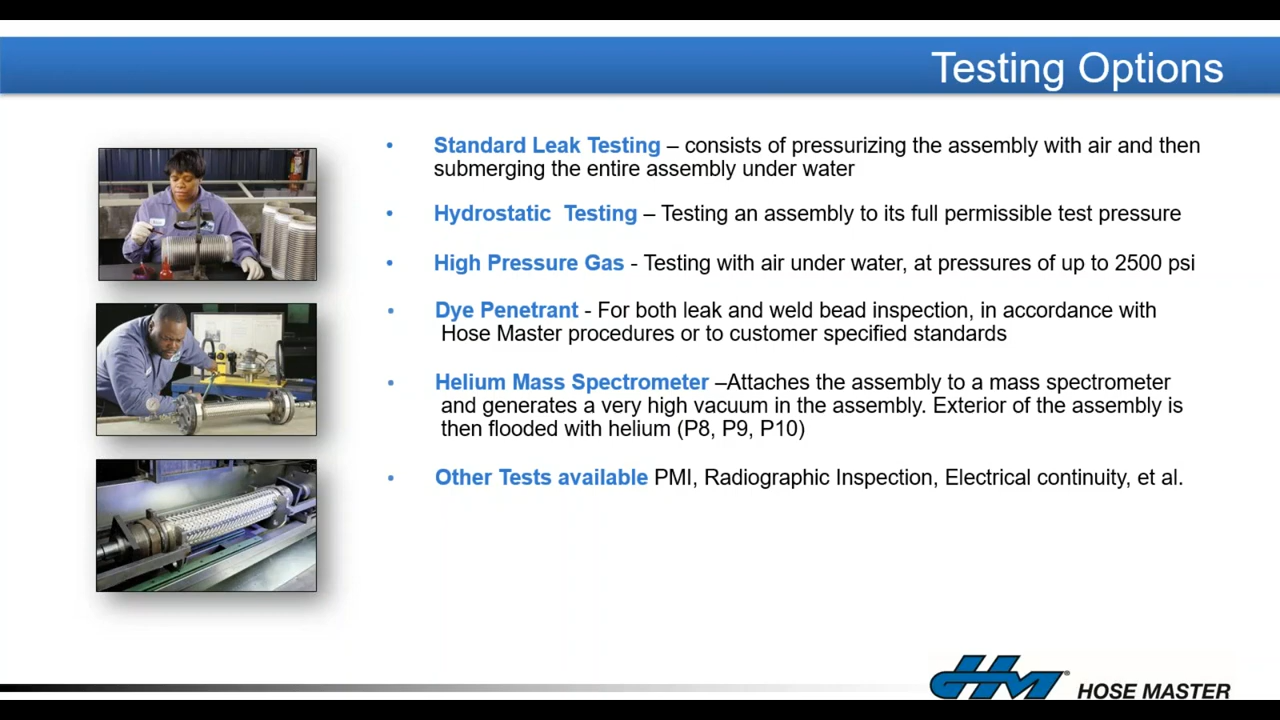 Testing Options
• Standard Leak Testing – consists of pressurizing the assembly with air and then
submerging the entire assembly under water
• Hydrostatic  Testing – Testing an assembly to its full permissible test pressure
• High Pressure Gas - Testing with air under water, at pressures of up to 2500 psi
• Dye Penetrant - For both leak and weld bead inspection, in accordance with
Hose Master procedures or to customer specified standards
• Helium Mass Spectrometer –Attaches the assembly to a mass spectrometer
and generates a very high vacuum in the assembly. Exterior of the assembly is
then flooded with helium (P8, P9, P10)
• Other Tests available PMI, Radiographic Inspection, Electrical continuity, et al.
HM® HOSE MASTER